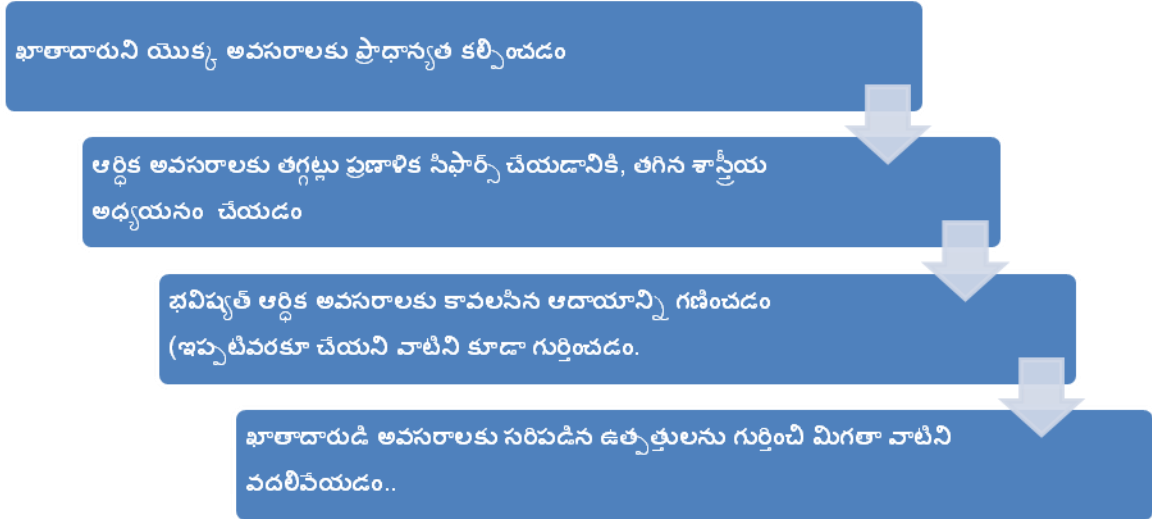 ఖాతాదారుని యొక్క అవసరాలకు ప్రాధాన్యత కల్పించడం
ఆర్ధిక అవసరాలకు తగ్గట్లు ప్రణాళిక సిఫార్స్ చేయడానికి, తగిన శాస్త్రీయ
అధ్యయనం చేయడం
భవిష్యత్ ఆర్ధిక అవసరాలకు కావలసిన ఆదాయాన్ని గణించడం
(ఇప్పటివరకూ చేయని వాటిని కూడా గుర్తించడం.
ఖాతాదారుడి అవసరాలకు సరిపడిన ఉత్పత్తులను గుర్తించి మిగతా వాటిని
వదలివేయడం..